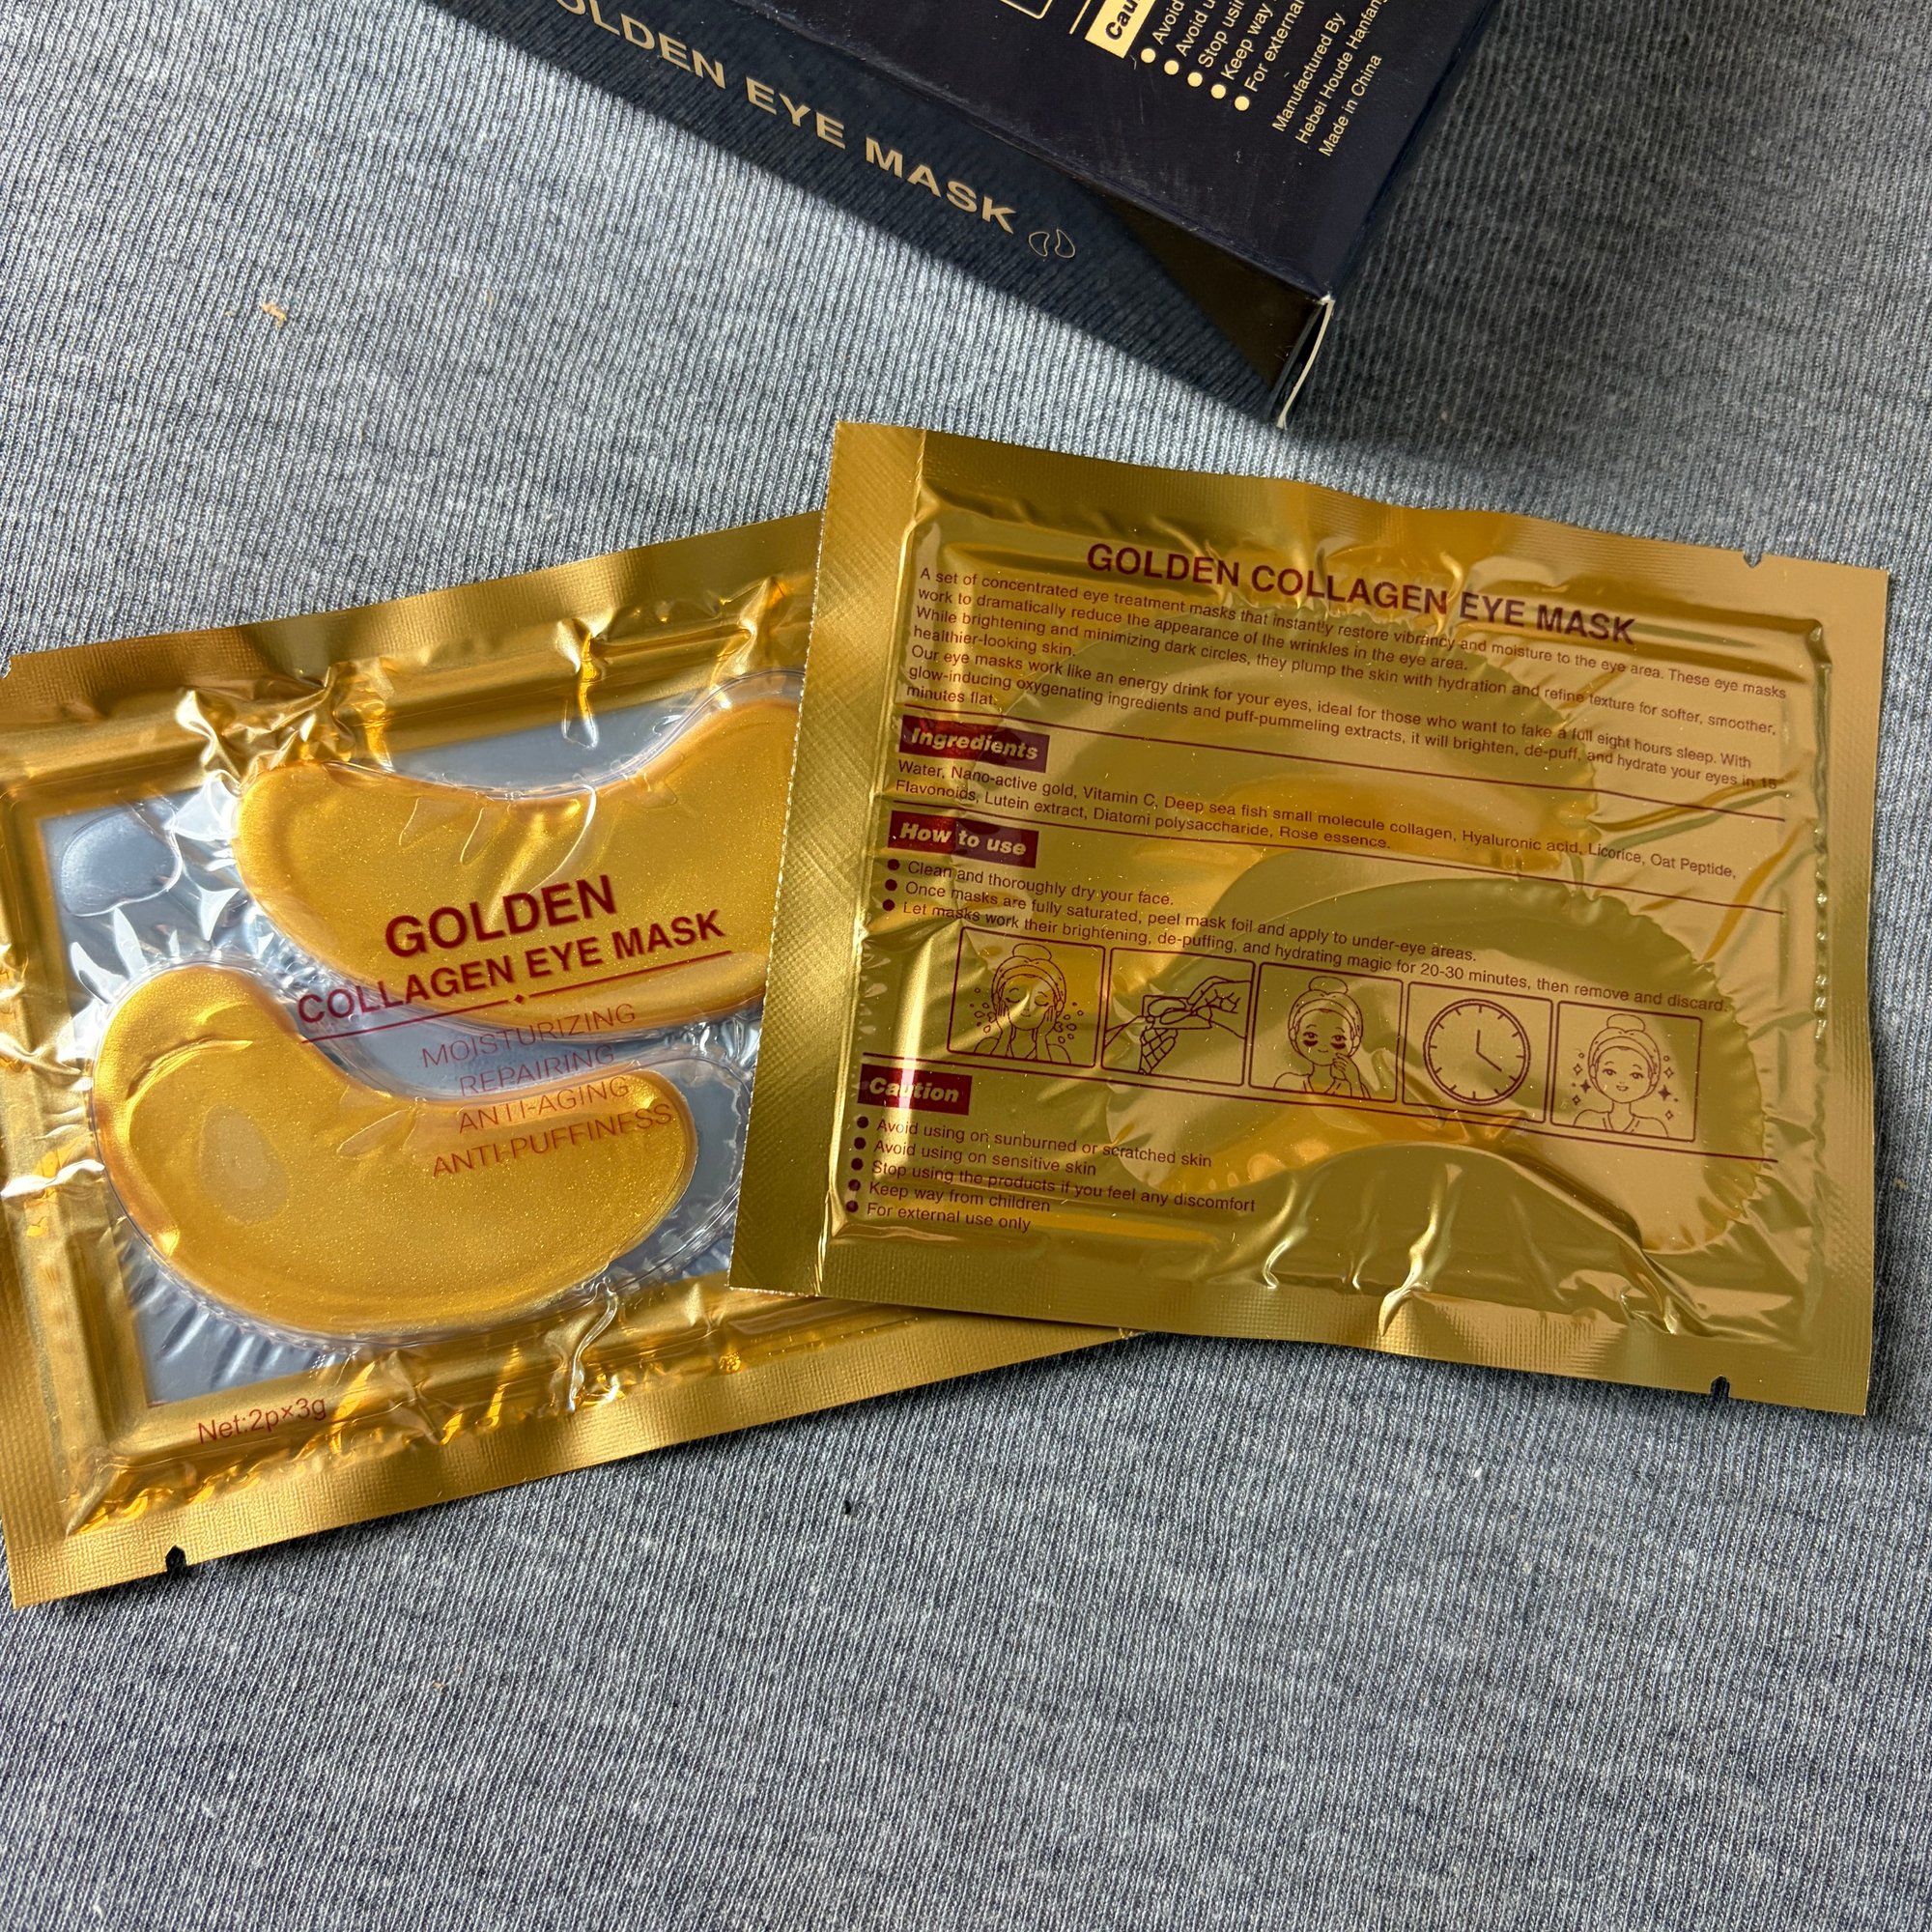 GOLDEN EYE MASK
Avoid
Avoid
Stop
Keep way
For external
Manufactured By
Hebei Houde
Made in China
GOLDEN
COLLAGEN EYE MASK
MOISTURIZING
REPAIRING
ANTI-AGING
ANTI-PUFFINESS
Net:2p×3g
GOLDEN COLLAGEN EYE MASK
A set of concentrated eye treatment masks that instantly restore vibrancy and moisture to the eye area. These eye masks
work to dramatically reduce the appearance of the wrinkles in the eye area.
While brightening and minimizing dark circles, they plump the skin with hydration and refine texture for softer, smoother,
healthier-looking skin.
Our eye masks work like an energy drink for your eyes, ideal for those who want to fake a full eight hours sleep. With
glow-inducing oxygenating ingredients and puff-pummeling extracts, it will brighten, de-puff, and hydrate your eyes in 15
minutes flat.
Ingredients
Water, Nano-active gold, Vitamin C, Deep sea fish small molecule collagen, Hyaluronic acid, Licorice, Oat Peptide,
Flavonoids, Lutein extract, Diatomi polysaccharide, Rose essence.
How to use
● Clean and thoroughly dry your face.
● Once masks are fully saturated, peel mask foil and apply to under-eye areas.
● Let masks work their brightening, de-puffing, and hydrating magic for 20-30 minutes, then remove and discard.
Caution
● Avoid using on sunburned or scratched skin
● Avoid using on sensitive skin
● Stop using the products if you feel any discomfort
● Keep way from children
● For external use only